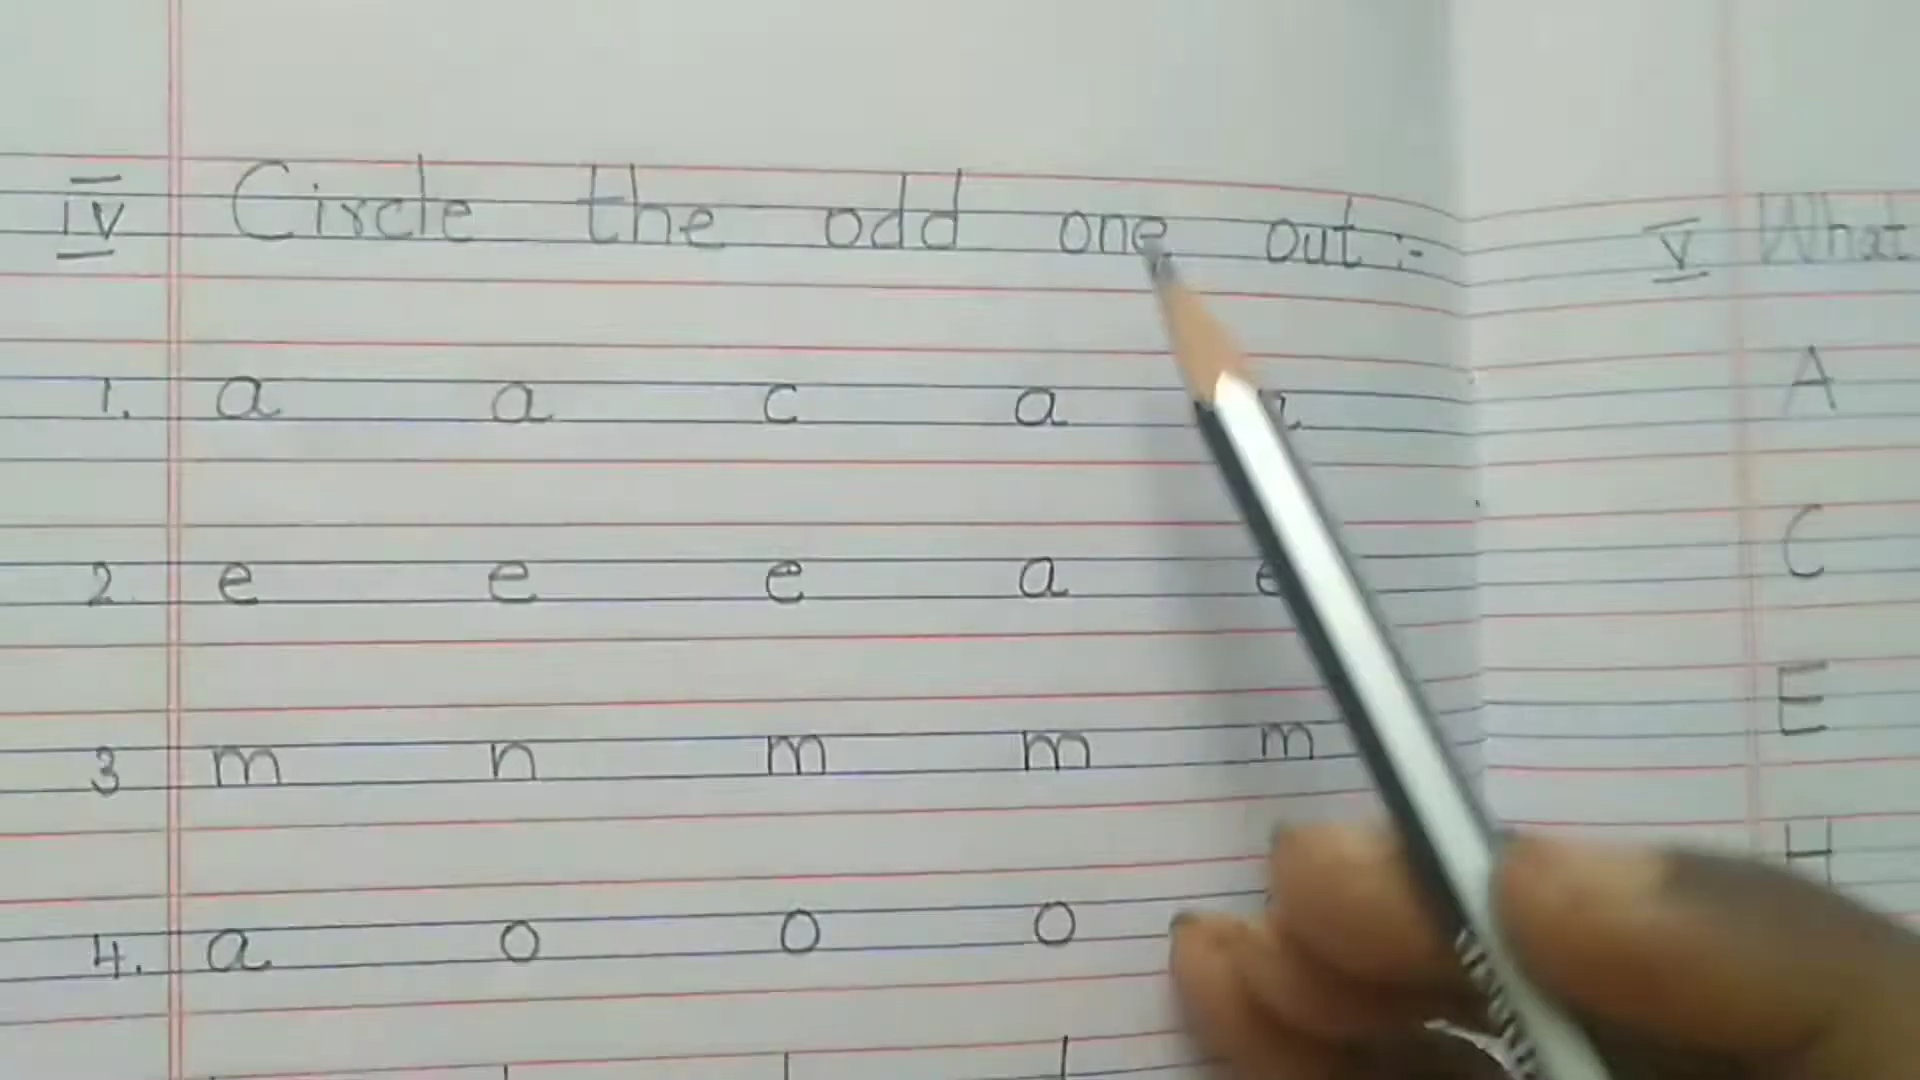 iv Circle the odd one out:-
1. a a c a a
2. e e e a e
3 m n m m m
4. a o o o
V What
A
C
E
H